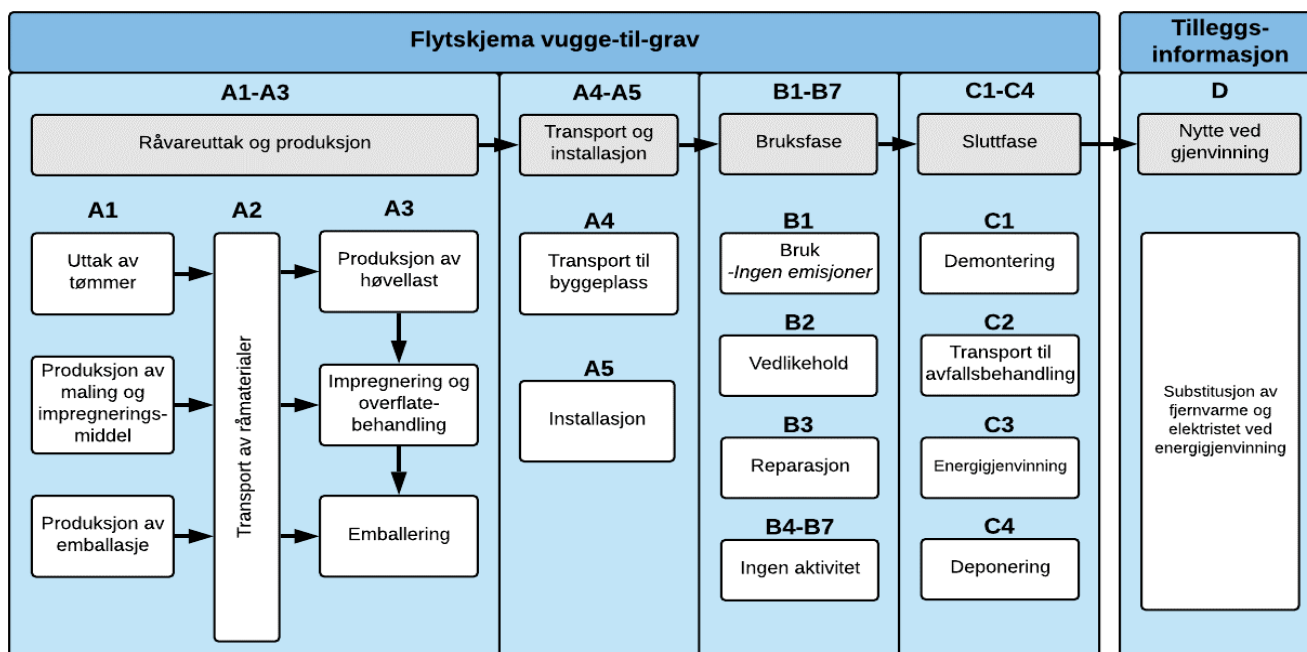 Flytskjema vugge-til-grav
Tilleggs-
informasjon
A1-A3
A4-A5
B1-B7
C1-C4
D
Råvareuttak og produksjon
Transport og
installasjon
Bruksfase
Sluttfase
Nytte ved
gjenvinning
A1
A2
A3
Uttak av
tømmer
Produksjon av
maling og
impregnerings-
middel
Produksjon av
emballasje
Transport av råmaterialer
Produksjon av
høvellast
Impregnering og
overflate-
behandling
Emballering
A4
Transport til
byggeplass
A5
Installasjon
B1
Bruk
-Ingen emisjoner
B2
Vedlikehold
B3
Reparasjon
B4-B7
Ingen aktivitet
C1
Demontering
C2
Transport til
avfallsbehandling
C3
Energigjenvinning
C4
Deponering
Substitusjon av
fjernvarme og
elektristet ved
energigjenvinning